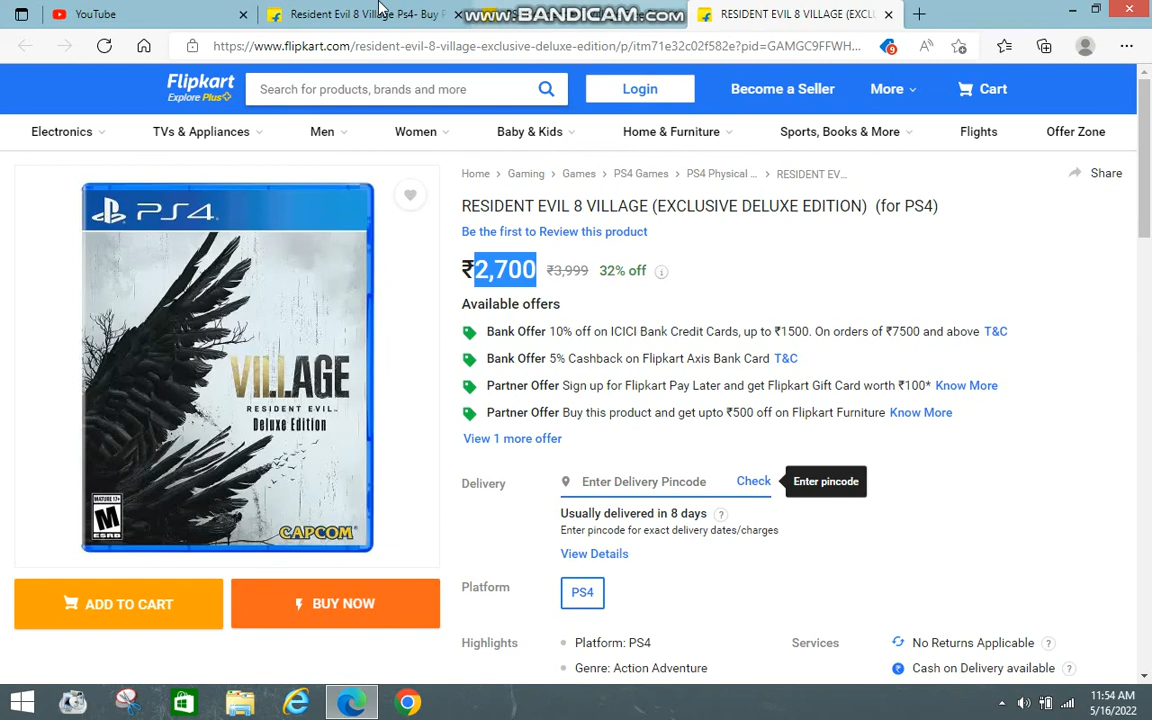 YouTube
Resident Evil 8 Village Ps4- Buy
www.BANDICAM.com
RESIDENT EVIL 8 VILLAGE (EXCL
https://www.flipkart.com/resident-evil-8-village-exclusive-deluxe-edition/p/itm71e32c02f582e?pid=GAMGC9FFWH...
9
Flipkart
Explore Plus
Search for products, brands and more
Login
Become a Seller
More
Cart
Electronics
TVs & Appliances
Men
Women
Baby & Kids
Home & Furniture
Sports, Books & More
Flights
Offer Zone
Home > Gaming > Games > PS4 Games > PS4 Physical ... > RESIDENT EV...
Share
RESIDENT EVIL 8 VILLAGE (EXCLUSIVE DELUXE EDITION) (for PS4)
Be the first to Review this product
₹2,700 ₹3,999 32% off
Available offers
Bank Offer 10% off on ICICI Bank Credit Cards, up to ₹1500. On orders of ₹7500 and above T&C
Bank Offer 5% Cashback on Flipkart Axis Bank Card T&C
Partner Offer Sign up for Flipkart Pay Later and get Flipkart Gift Card worth ₹100* Know More
Partner Offer Buy this product and get upto ₹500 off on Flipkart Furniture Know More
View 1 more offer
Delivery
Enter Delivery Pincode
Check
Enter pincode
Usually delivered in 8 days ?
Enter pincode for exact delivery dates/charges
View Details
Platform
PS4
Highlights
Platform: PS4
Genre: Action Adventure
Services
No Returns Applicable ?
Cash on Delivery available ?
PS4
VILLAGE
RESIDENT EVIL
Deluxe Edition
MATURE 17+
M
ESRB
CAPCOM
ADD TO CART
BUY NOW
11:54 AM
5/16/2022